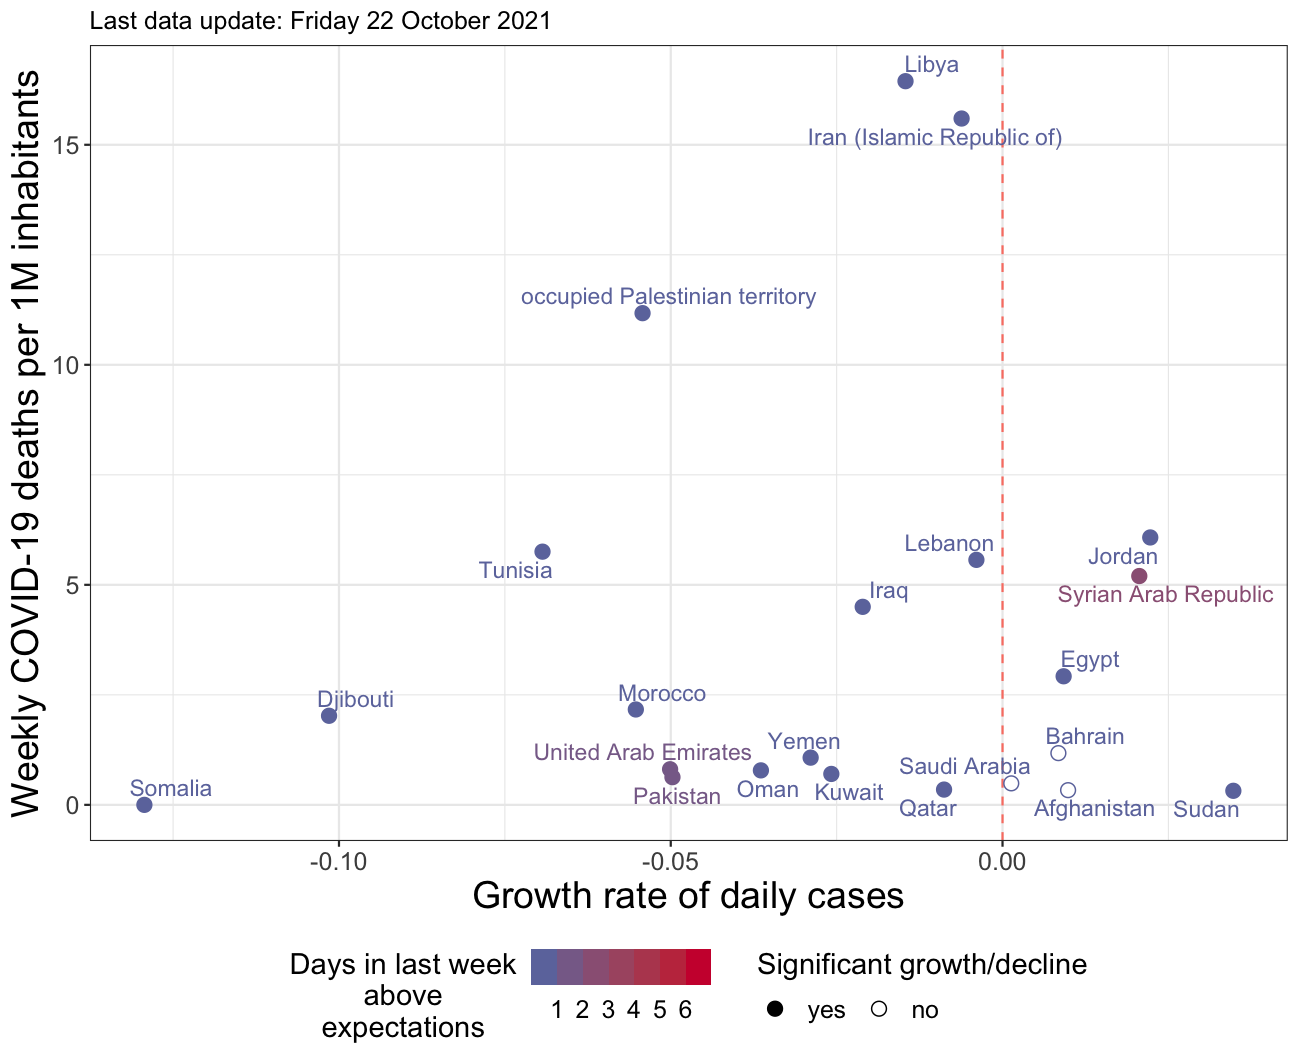 Last data update: Friday 22 October 2021
Weekly COVID-19 deaths per 1M inhabitants
15
10
5
0
Libya
Iran (Islamic Republic of)
occupied Palestinian territory
Lebanon
Jordan
Tunisia
Iraq
Syrian Arab Republic
Egypt
Djibouti
Morocco
Bahrain
United Arab Emirates
Yemen
Saudi Arabia
Somalia
Pakistan
Oman
Kuwait
Qatar
Afghanistan
Sudan
-0.10
-0.05
0.00
Growth rate of daily cases
Days in last week
above
expectations
1 2 3 4 5 6
Significant growth/decline
yes
no